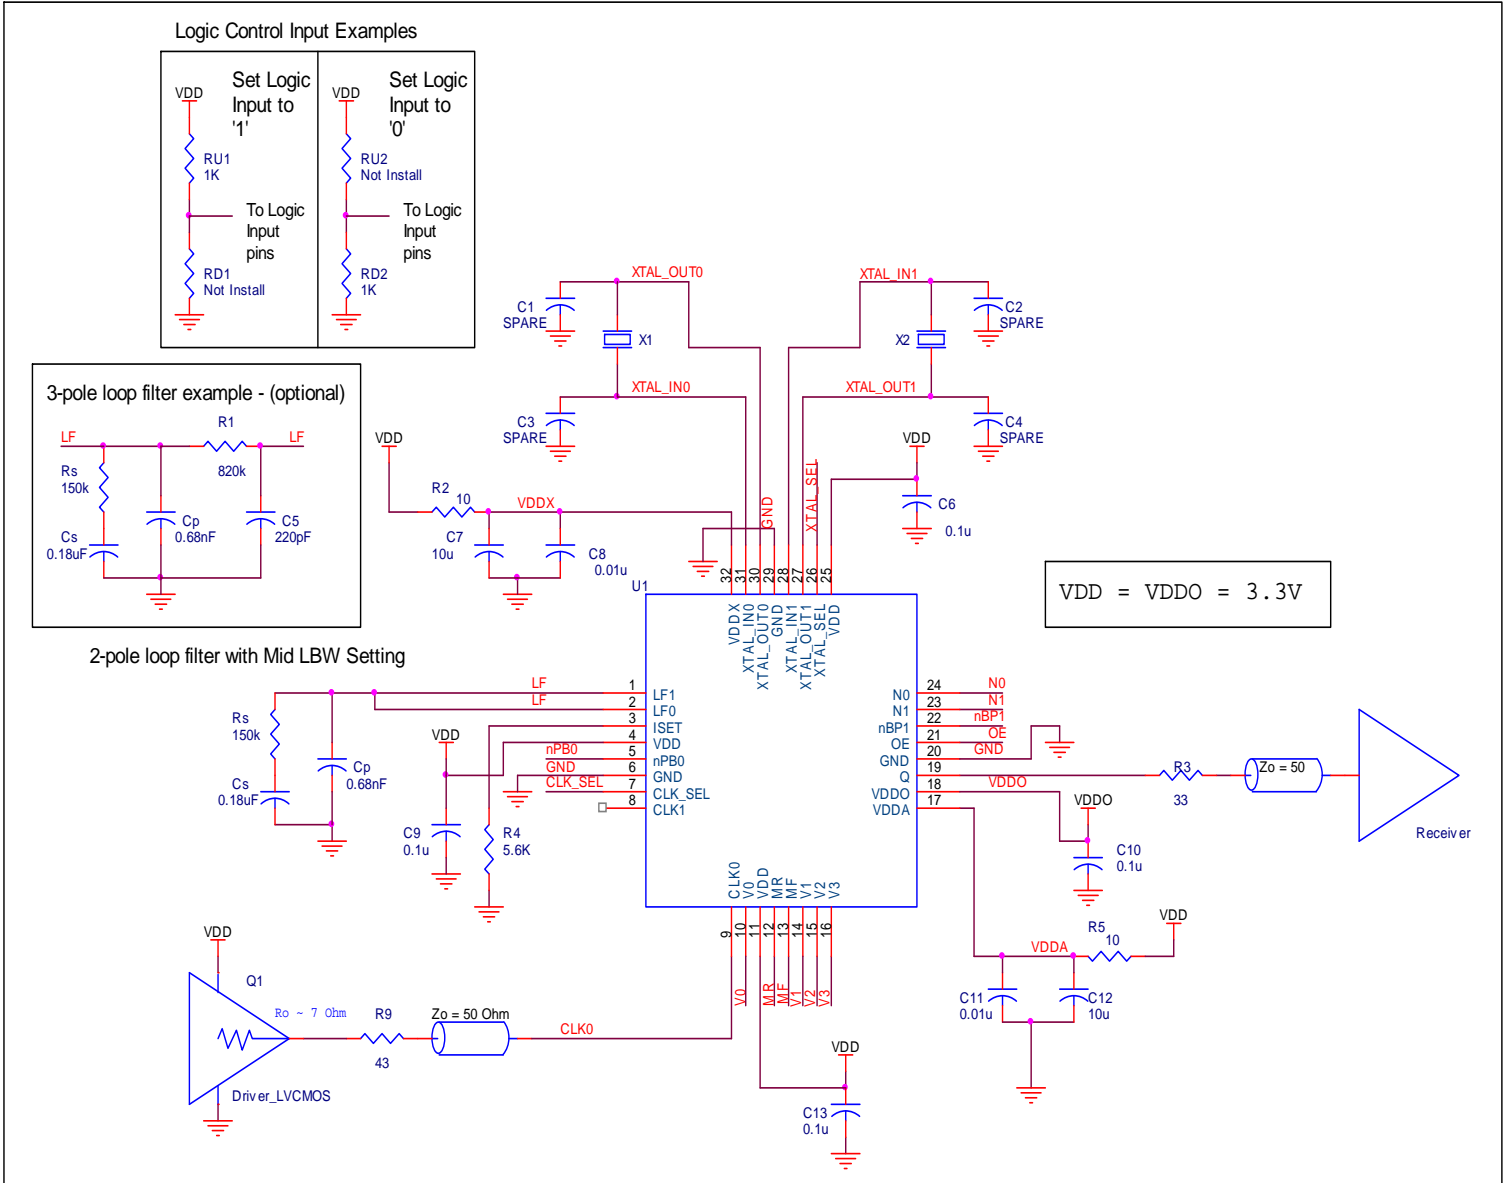 Logic Control Input Examples
Set Logic
Input to
'1'
VDD
RU1
1K
To Logic
Input
pins
RD1
Not Install
Set Logic
Input to
'0'
VDD
RU2
Not Install
To Logic
Input
pins
RD2
1K
3-pole loop filter example - (optional)
LF
R1
820k
LF
Rs
150k
Cs
0.18uF
Cp
0.68nF
C5
220pF
XTAL_OUT0
C1
SPARE
X1
XTAL_IN0
C3
SPARE
XTAL_IN1
C2
SPARE
X2
XTAL_OUT1
C4
SPARE
VDD
R2
10
VDDX
C7
10u
C8
0.01u
GND
XTAL_SEL
VDD
C6
0.1u
VDD = VDDO = 3.3V
U1
32
31
30
29
28
27
26
25
VDDX
XTAL_IN0
XTAL_OUT0
GND
XTAL_IN1
XTAL_OUT1
XTAL_SEL
VDD
2-pole loop filter with Mid LBW Setting
LF
LF
Rs
150k
Cs
0.18uF
Cp
0.68nF
VDD
nPB0
GND
CLK_SEL
C9
0.1u
R4
5.6K
1
2
3
4
5
6
7
8
LF1
LF0
ISET
VDD
nPB0
GND
CLK_SEL
CLK1
N0
N1
nBP1
OE
GND
Q
VDDO
VDDA
24
23
22
21
20
19
18
17
N0
N1
nBP1
OE
GND
VDDO
R3
33
Zo = 50
Receiver
VDDO
C10
0.1u
VDDA
R5
10
VDD
C11
0.01u
C12
10u
CLK0
V0
VDD
MR
MF
V1
V2
V3
9
10
11
12
13
14
15
16
V0
MR
MF
V1
V2
V3
VDD
Q1
Ro ~ 7 Ohm
Driver_LVCMOS
R9
43
Zo = 50 Ohm
CLK0
VDD
C13
0.1u